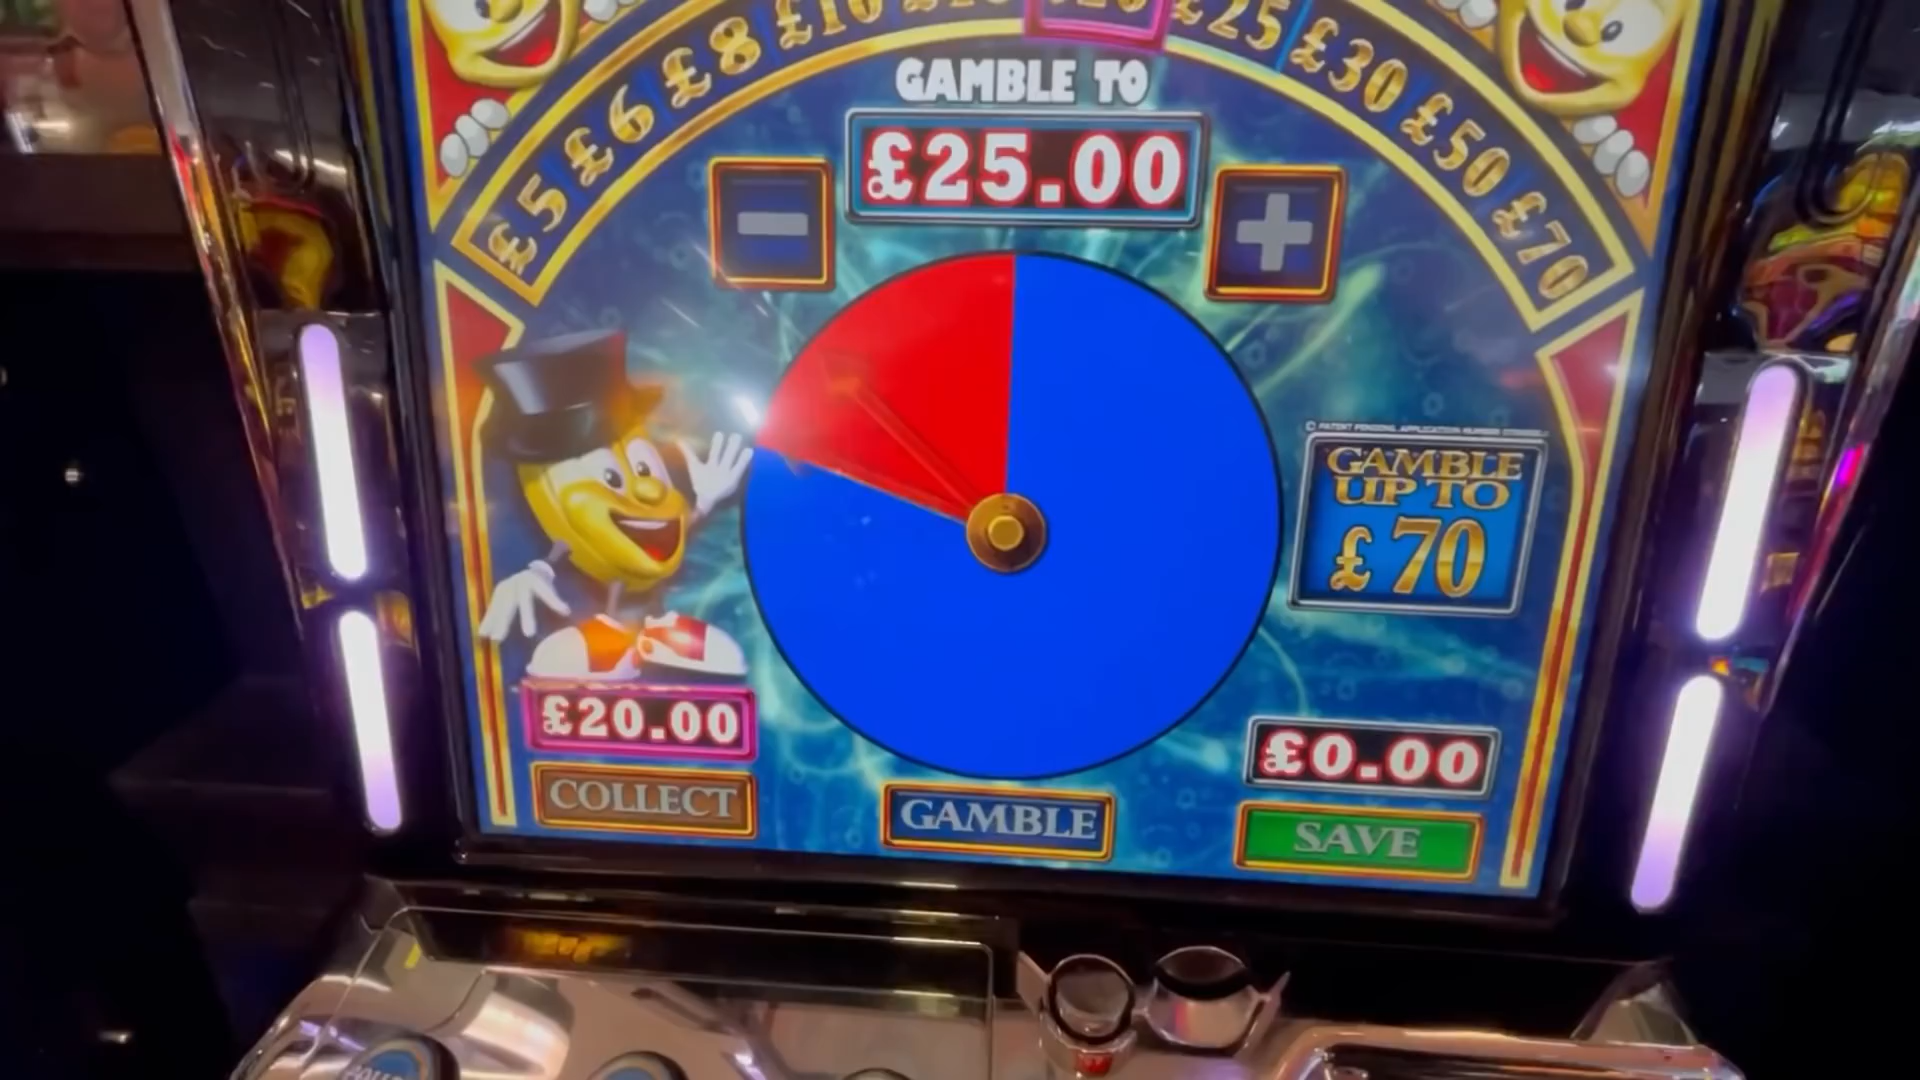 £5 £6 £8 £10 £25 £30 £50 £70
GAMBLE TO
£25.00
GAMBLE
UP TO
£70
£20.00
£0.00
COLLECT
GAMBLE
SAVE